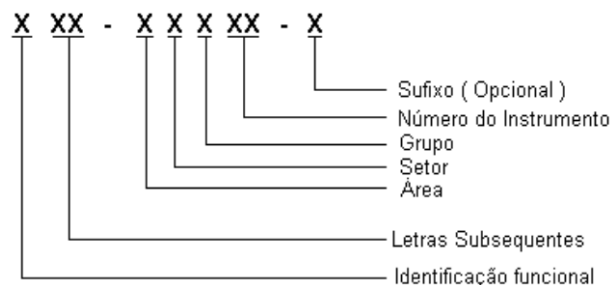 X XX - X X X XX - X
Sufixo ( Opcional )
Número do Instrumento
Grupo
Setor
Área
Letras Subsequentes
Identificação funcional